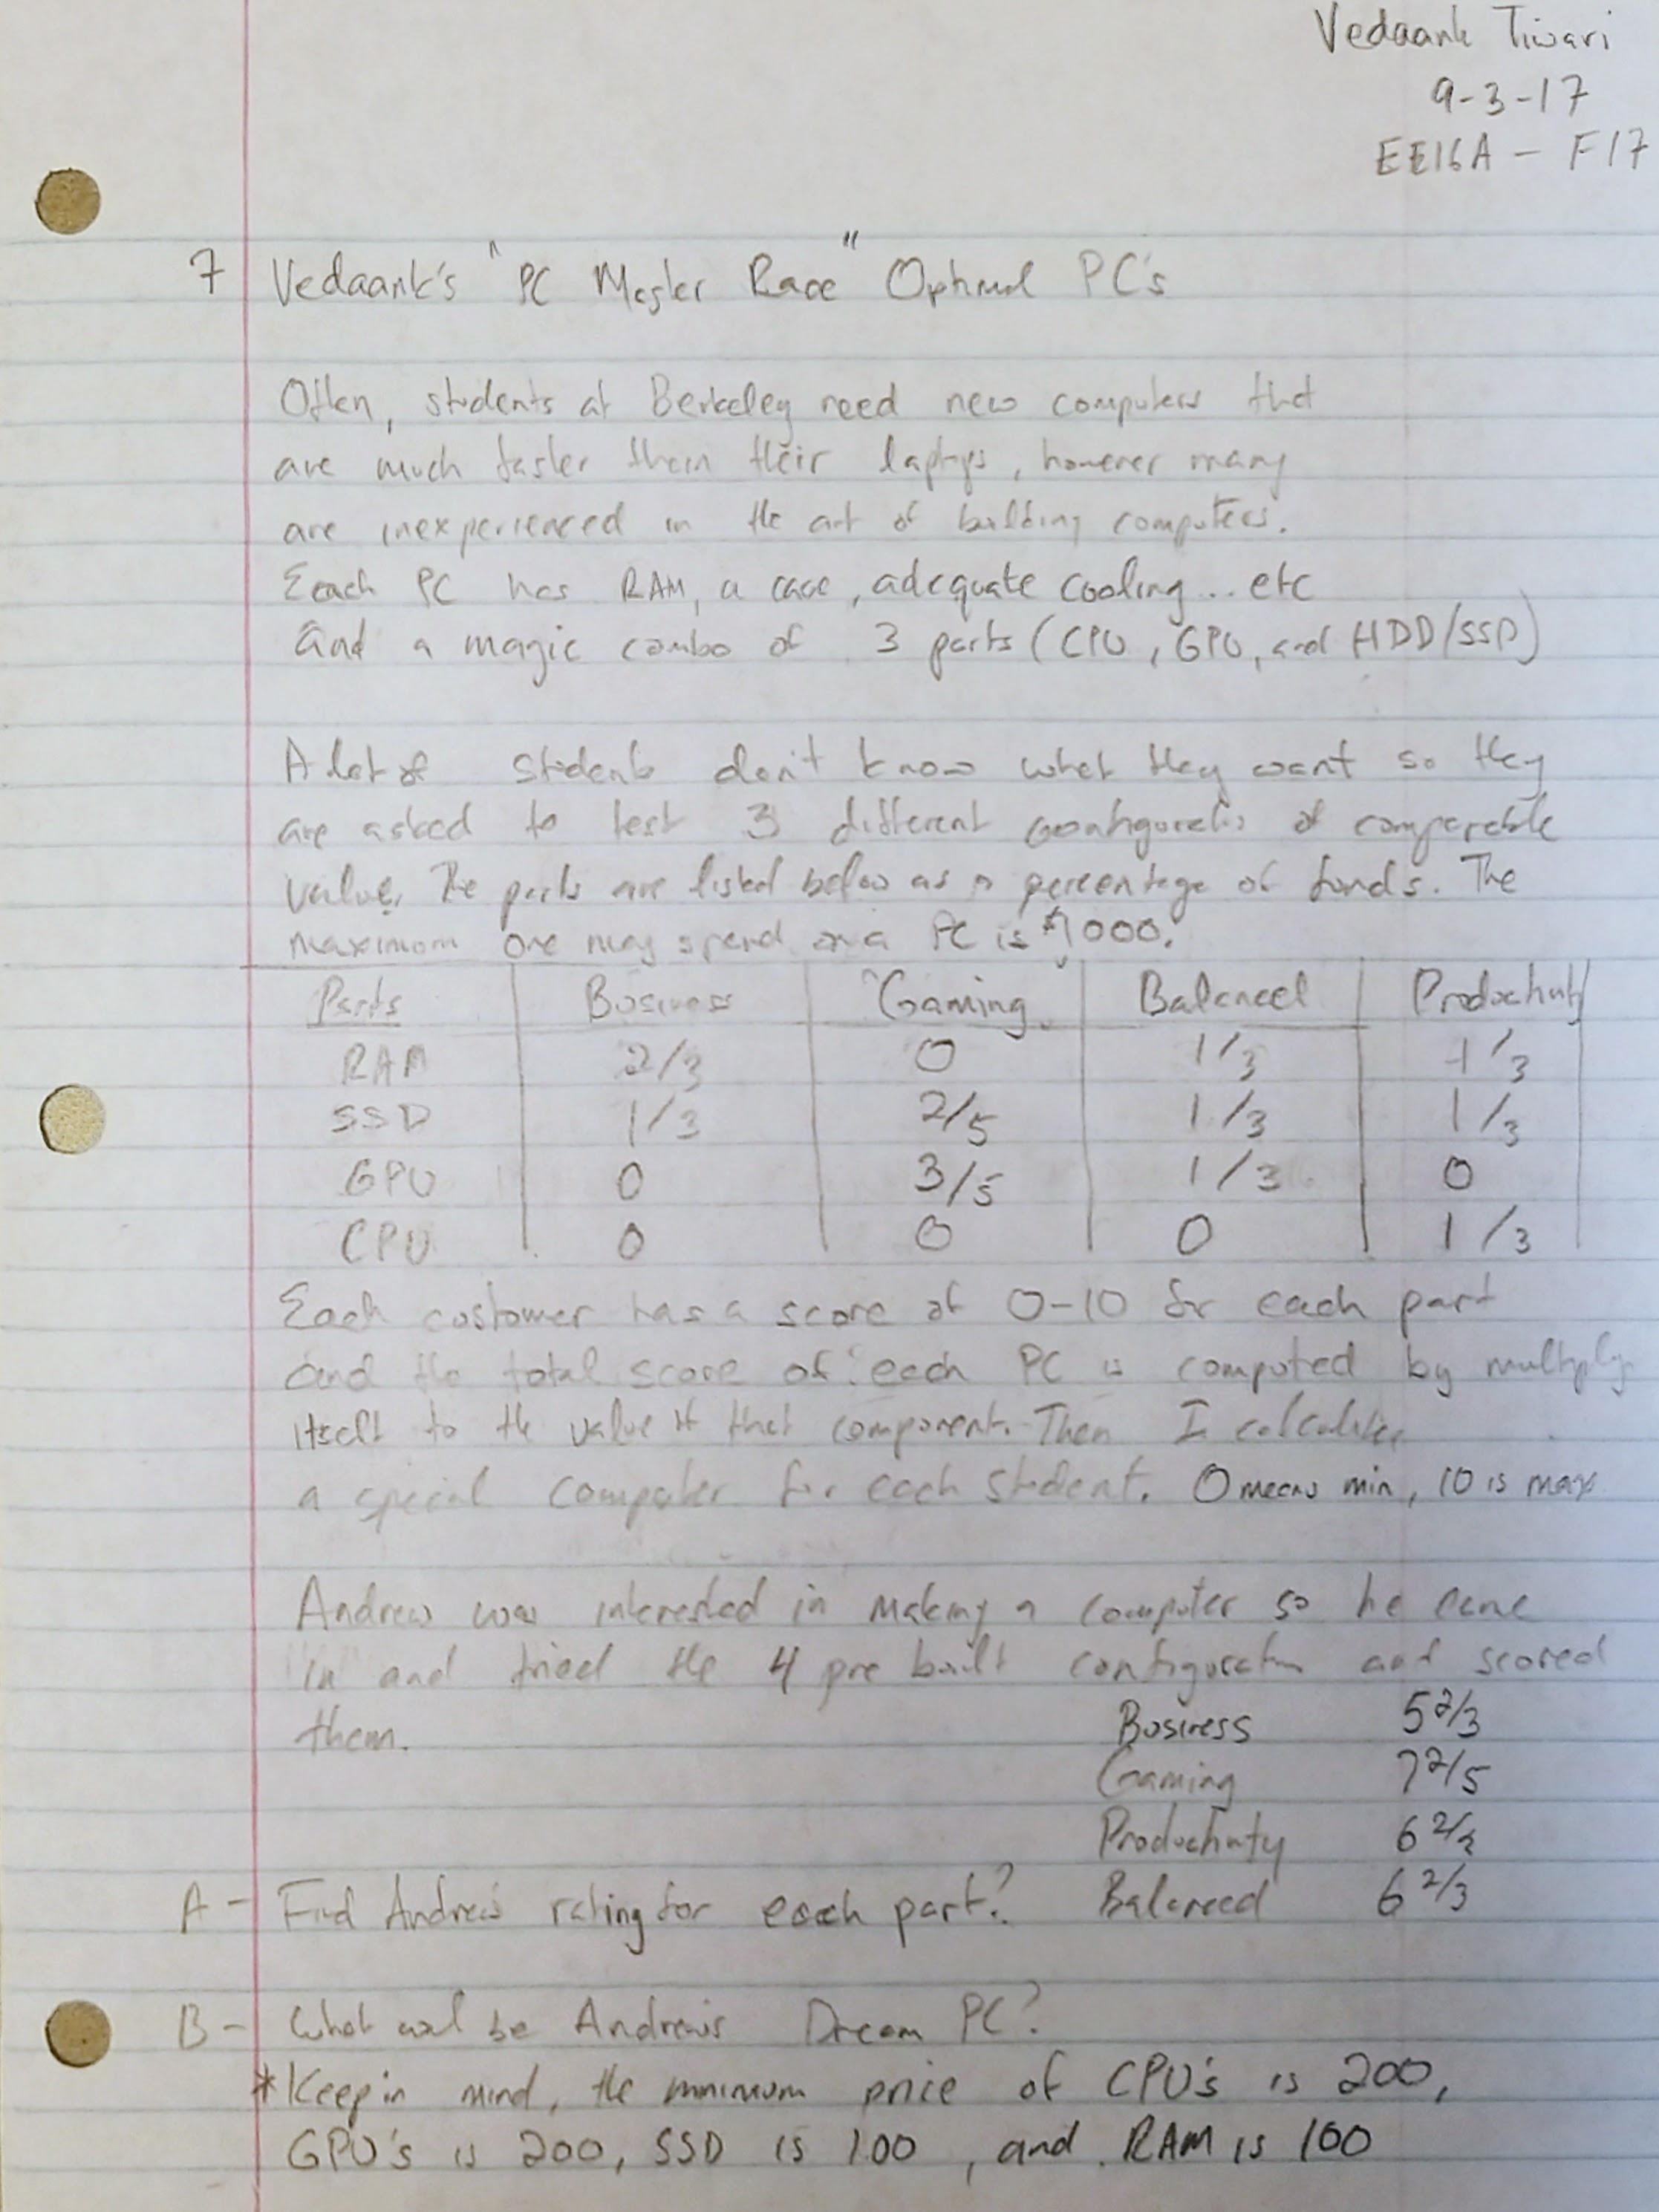 Vedaank Tiwari
9-3-17
EE16A - F17
7 Vedaank's "PC Master Race" Optimal PC's
Often, students at Berkeley need new computers that
are much faster than their laptops, however many
are inexperienced in the art of building computers.
Each PC has RAM, a case, adequate cooling... etc
and a magic combo of 3 parts (CPU, GPU, and HDD/SSD)
A lot of students don't know what they want so they
are asked to test 3 different configuratis of comparable
value. The parts are listed below as a percentage of funds. The
maximum one may spend on a PC is $1000.
Parts Business Gaming Balanced Productivity
RAM 2/3 0 1/3 1/3
SSD 1/3 2/5 1/3 1/3
GPU 0 3/5 1/3 0
CPU 0 0 0 1/3
Each customer has a score of 0-10 for each part
and the total score of each PC is computed by multiply
itself to the value of that component. Then I calculate
a special computer for each student. 0 means min, 10 is max
Andrew was interested in making a computer so he came
in and tried the 4 pre built configuration and scored
them.
Business 5 2/3
Gaming 7 2/5
Productivity 6 2/3
A - Find Andrew's rating for each part? Balanced 6 2/3
B - What will be Andrew's Dream PC?
*Keep in mind, the minimum price of CPU's is 200,
GPU's is 200, SSD is 100, and RAM is 100